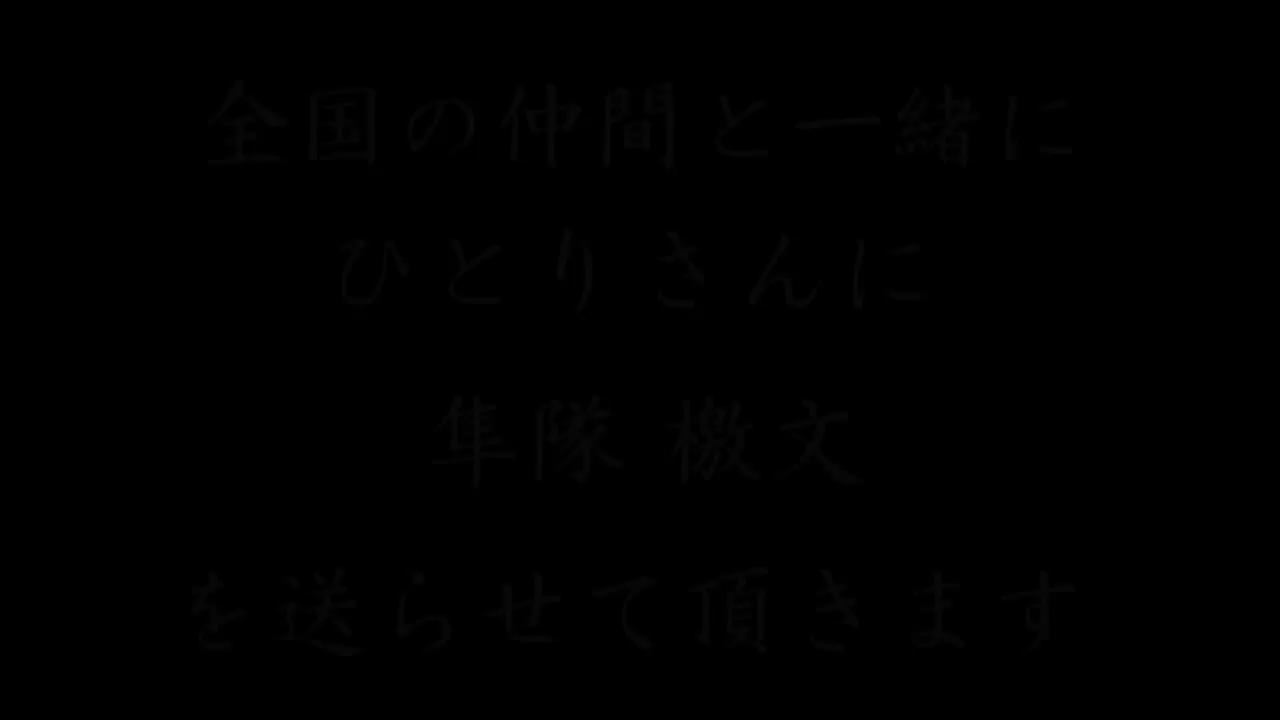 全国の仲間と一緒に
ひとりさんに
隼隊 檄文
を送らせて頂きます